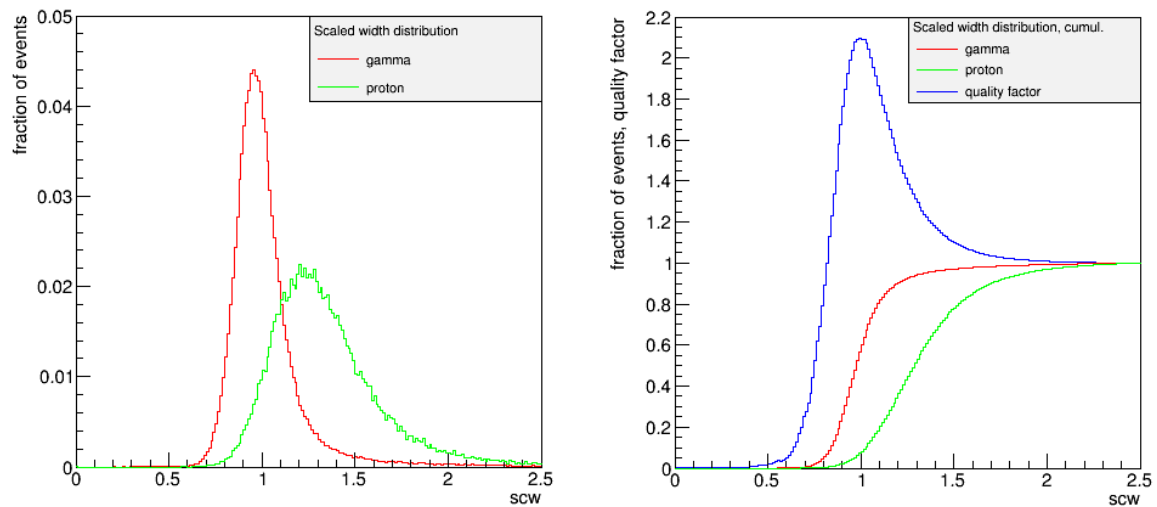 Scaled width distribution
gamma
proton
fraction of events
0.05
0.04
0.03
0.02
0.01
0
0 0.5 1 1.5 2 2.5
scw
Scaled width distribution, cumul.
gamma
proton
quality factor
fraction of events, quality factor
2.2
2
1.8
1.6
1.4
1.2
1
0.8
0.6
0.4
0.2
0
0 0.5 1 1.5 2 2.5
scw